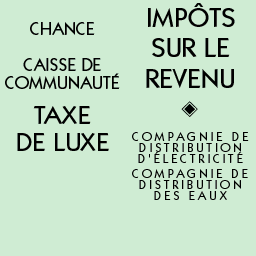 CHANCE
CAISSE DE
COMMUNAUTÉ
TAXE
DE LUXE
IMPÔTS
SUR LE
REVENU
COMPAGNIE DE
DISTRIBUTION
D'ÉLECTRICITÉ
COMPAGNIE DE
DISTRIBUTION
DES EAUX